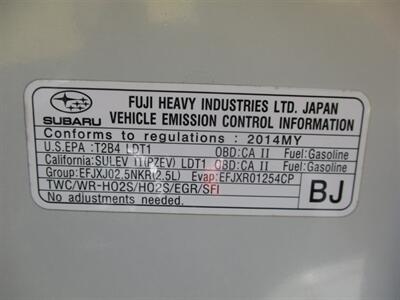 FUJI HEAVY INDUSTRIES LTD. JAPAN
SUBARU VEHICLE EMISSION CONTROL INFORMATION
Conforms to regulations : 2014MY
U.S.EPA :T2B4 LDT1 OBD:CA II Fuel:Gasoline
California:SULEV II(PZEV) LDT1 OBD:CA II Fuel:Gasoline
Group:EFJXJ02.5NKR(2.5L) Evap:EFJXR01254CP
TWC/WR-HO2S/HO2S/EGR/SFI
No adjustments needed.
BJ